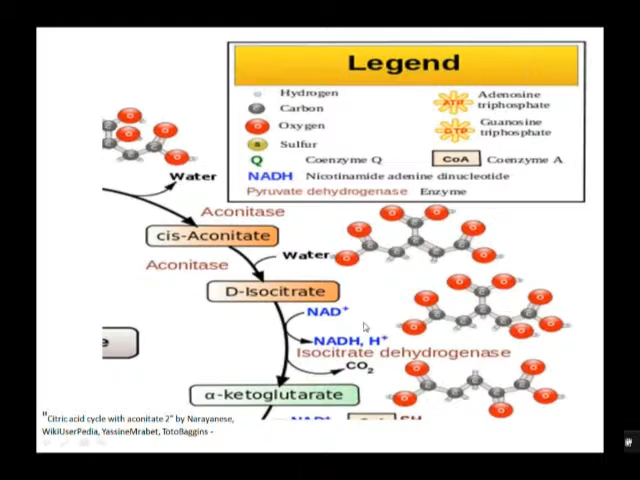 Legend
Hydrogen
Carbon
Oxygen
Sulfur
Q Coenzyme Q
NADH Nicotinamide adenine dinucleotide
Pyruvate dehydrogenase Enzyme
ATP Adenosine
triphosphate
GTP Guanosine
triphosphate
CoA Coenzyme A
Water
Aconitase
cis-Aconitate
Water
Aconitase
D-Isocitrate
NAD+
NADH, H+
Isocitrate dehydrogenase
CO2
α-ketoglutarate
"Citric acid cycle with aconitate 2" by Narayanese,
WikiUserPedia, YassineMrabet, TotoBaggins -